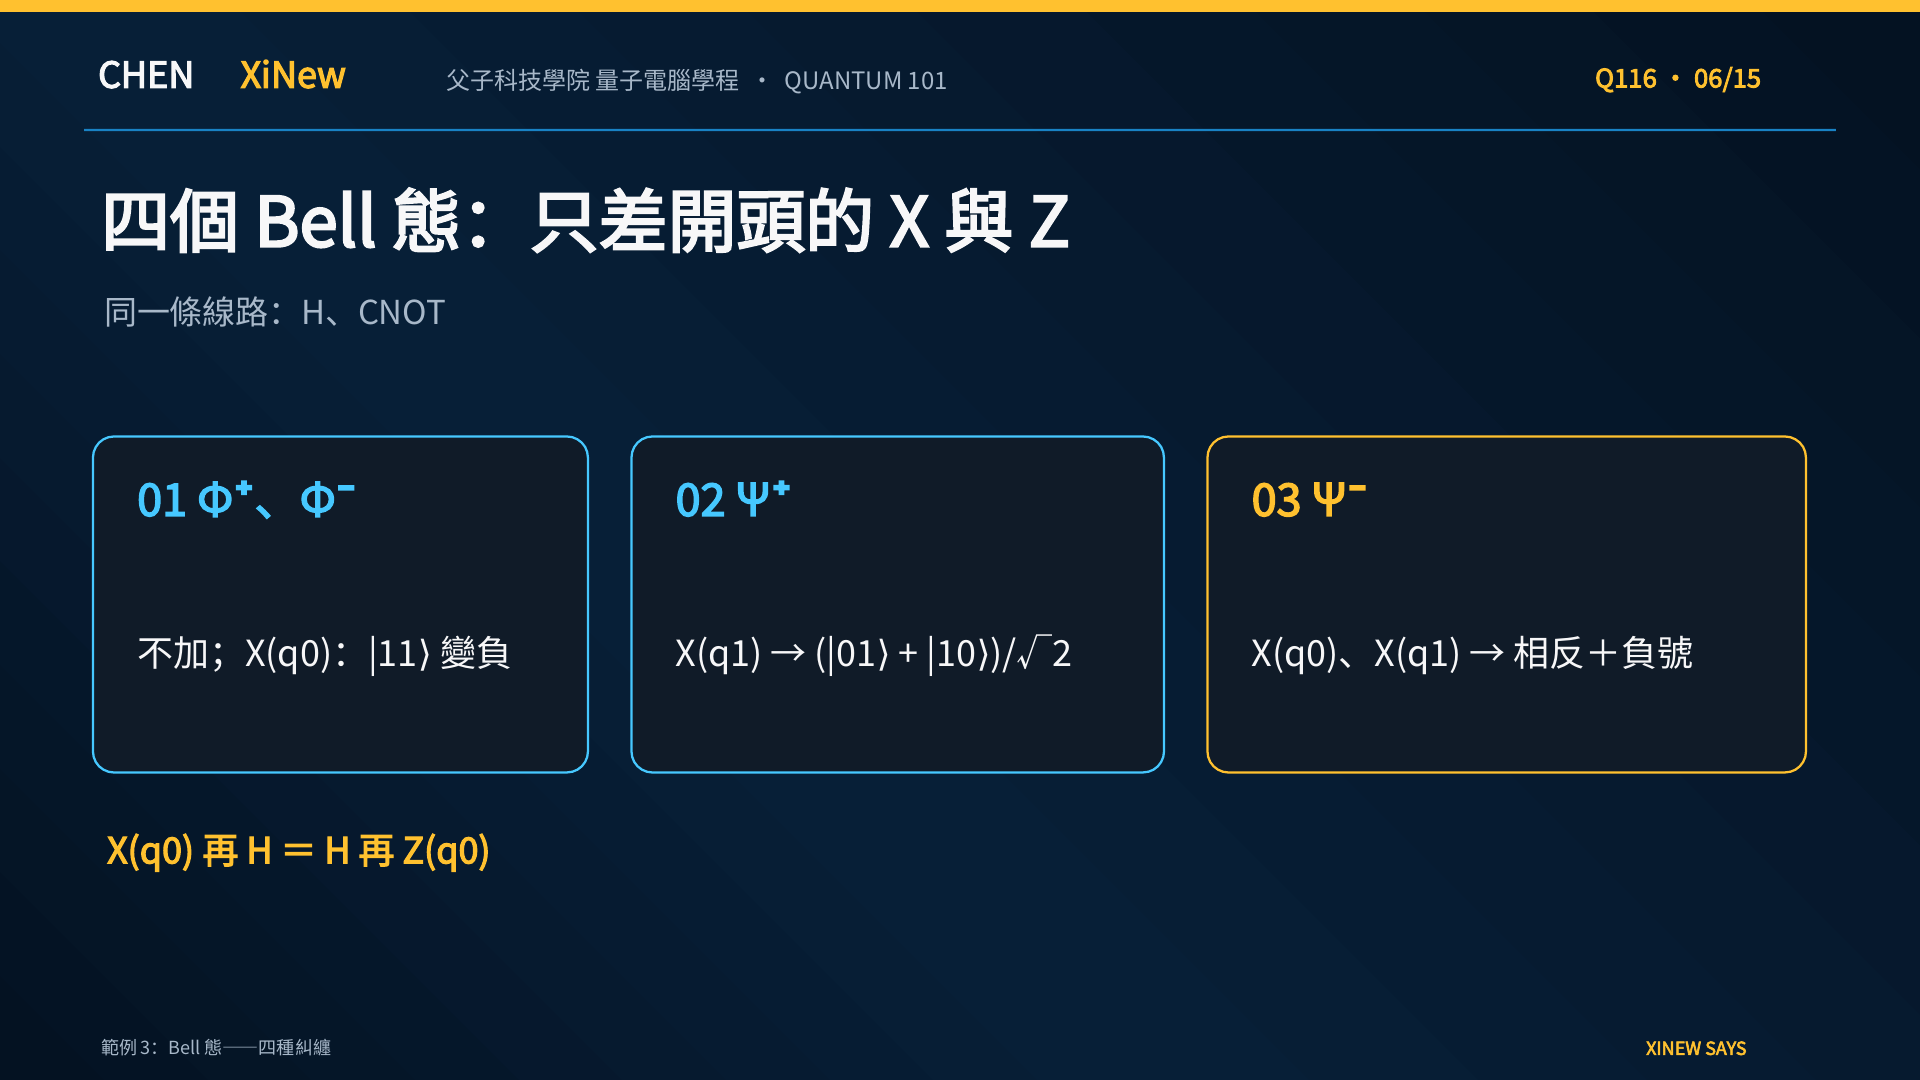 CHEN XiNew 父子科技學院 量子電腦學程 · QUANTUM 101 Q116 · 06/15
四個 Bell 態：只差開頭的 X 與 Z
同一條線路：H、CNOT
01 Φ⁺、Φ⁻
不加；X(q0)：|11⟩ 變負
02 Ψ⁺
X(q1) → (|01⟩ + |10⟩)/√2
03 Ψ⁻
X(q0)、X(q1) → 相反＋負號
X(q0) 再 H ＝ H 再 Z(q0)
範例 3：Bell 態——四種糾纏
XINEW SAYS